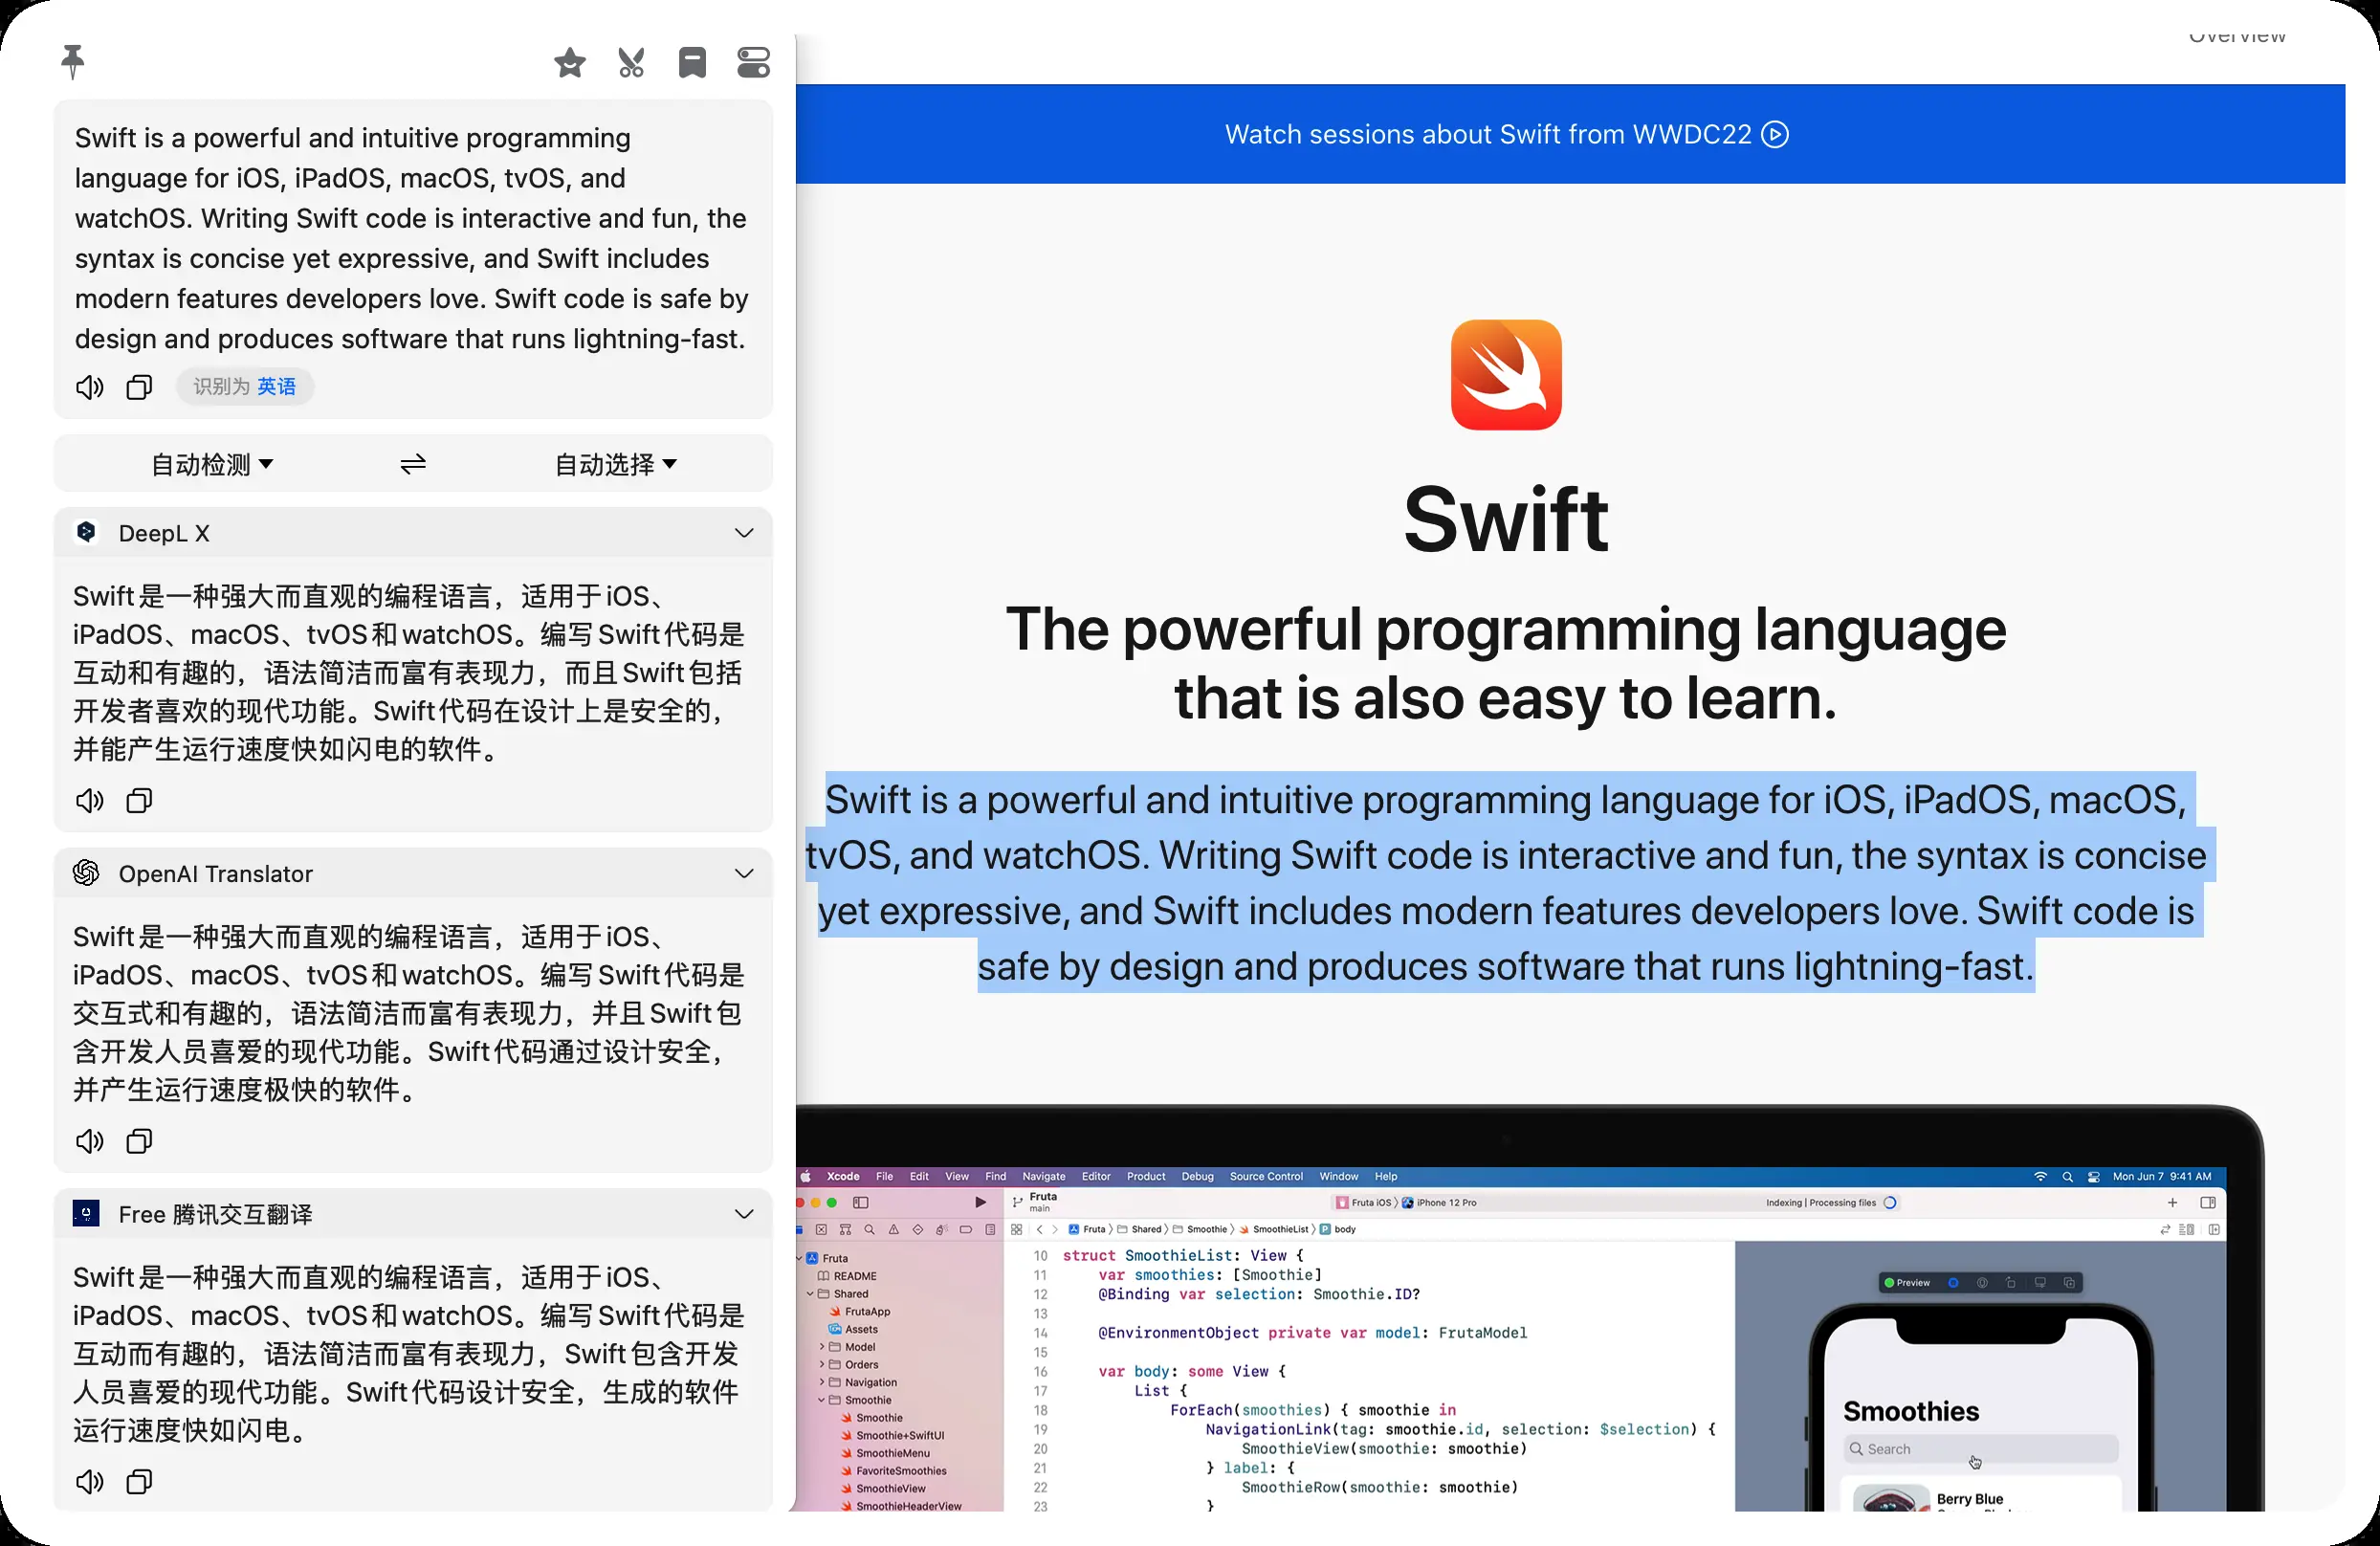 Swift is a powerful and intuitive programming
language for iOS, iPadOS, macOS, tvOS, and
watchOS. Writing Swift code is interactive and fun, the
syntax is concise yet expressive, and Swift includes
modern features developers love. Swift code is safe by
design and produces software that runs lightning-fast.
识别为 英语
自动检测 自动选择
DeepL X
Swift是一种强大而直观的编程语言，适用于iOS、
iPadOS、macOS、tvOS和watchOS。编写Swift代码是
互动和有趣的，语法简洁而富有表现力，而且Swift包括
开发者喜欢的现代功能。Swift代码在设计上是安全的，
并能产生运行速度快如闪电的软件。
OpenAI Translator
Swift是一种强大而直观的编程语言，适用于iOS、
iPadOS、macOS、tvOS和watchOS。编写Swift代码是
交互式和有趣的，语法简洁而富有表现力，并且Swift包
含开发人员喜爱的现代功能。Swift代码通过设计安全，
并产生运行速度极快的软件。
Free 腾讯交互翻译
Swift是一种强大而直观的编程语言，适用于iOS、
iPadOS、macOS、tvOS和watchOS。编写Swift代码是
互动而有趣的，语法简洁而富有表现力，Swift包含开发
人员喜爱的现代功能。Swift代码设计安全，生成的软件
运行速度快如闪电。
Overview
Watch sessions about Swift from WWDC22
Swift
The powerful programming language
that is also easy to learn.
Swift is a powerful and intuitive programming language for iOS, iPadOS, macOS,
tvOS, and watchOS. Writing Swift code is interactive and fun, the syntax is concise
yet expressive, and Swift includes modern features developers love. Swift code is
safe by design and produces software that runs lightning-fast.
Xcode File Edit View Find Navigate Editor Product Debug Source Control Window Help Mon Jun 7 9:41 AM
Fruta
main
Fruta iOS iPhone 12 Pro
Indexing | Processing files
Fruta Shared Smoothie SmoothieList body
Fruta
README
Shared
FrutaApp
Assets
Model
Orders
Navigation
Smoothie
Smoothie
Smoothie+SwiftUI
SmoothieMenu
FavoriteSmoothies
SmoothieView
SmoothieHeaderView
10 struct SmoothieList: View {
11 var smoothies: [Smoothie]
12 @Binding var selection: Smoothie.ID?
13
14 @EnvironmentObject private var model: FrutaModel
15
16 var body: some View {
17 List {
18 ForEach(smoothies) { smoothie in
19 NavigationLink(tag: smoothie.id, selection: $selection) {
20 SmoothieView(smoothie: smoothie)
21 } label: {
22 SmoothieRow(smoothie: smoothie)
23 }
Preview
Smoothies
Search
Berry Blue